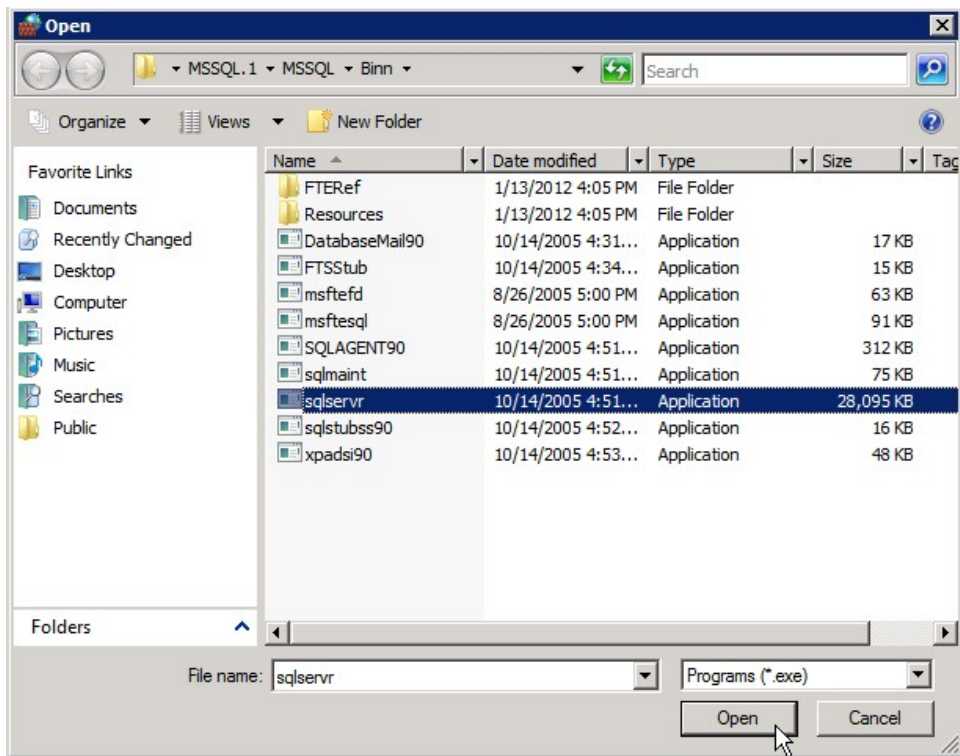 Open
MSSQL.1 MSSQL Binn Search
Organize Views New Folder
Favorite Links
Documents
Recently Changed
Desktop
Computer
Pictures
Music
Searches
Public
Folders
Name Date modified Type Size Tag
FTERef 1/13/2012 4:05 PM File Folder
Resources 1/13/2012 4:05 PM File Folder
DatabaseMail90 10/14/2005 4:31... Application 17 KB
FTSStub 10/14/2005 4:34... Application 15 KB
msftefd 8/26/2005 5:00 PM Application 63 KB
msftesql 8/26/2005 5:00 PM Application 91 KB
SQLAGENT90 10/14/2005 4:51... Application 312 KB
sqlmaint 10/14/2005 4:51... Application 75 KB
sqlservr 10/14/2005 4:51... Application 28,095 KB
sqlstubss90 10/14/2005 4:52... Application 16 KB
xpadsi90 10/14/2005 4:53... Application 48 KB
File name: sqlservr Programs (*.exe)
Open Cancel